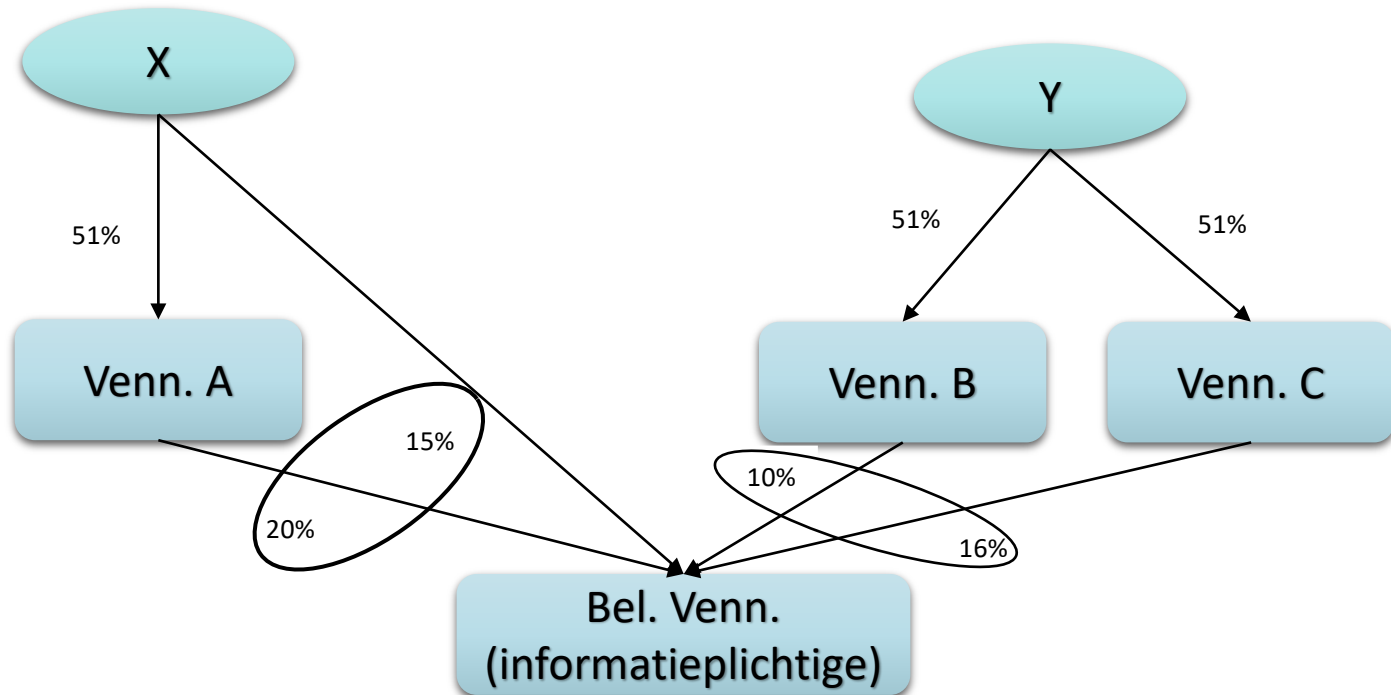 X
Y
51%
51%
51%
Venn. A
Venn. B
Venn. C
15%
20%
10%
16%
Bel. Venn.
(informatieplichtige)